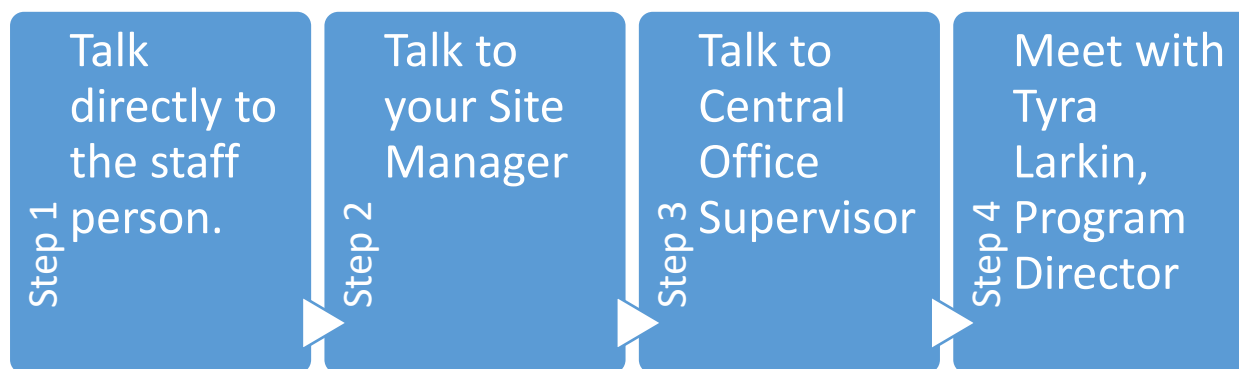 Step 1
Talk
directly to
the staff
person.
Step 2
Talk to
your Site
Manager
Step 3
Talk to
Central
Office
Supervisor
Step 4
Meet with
Tyra
Larkin,
Program
Director